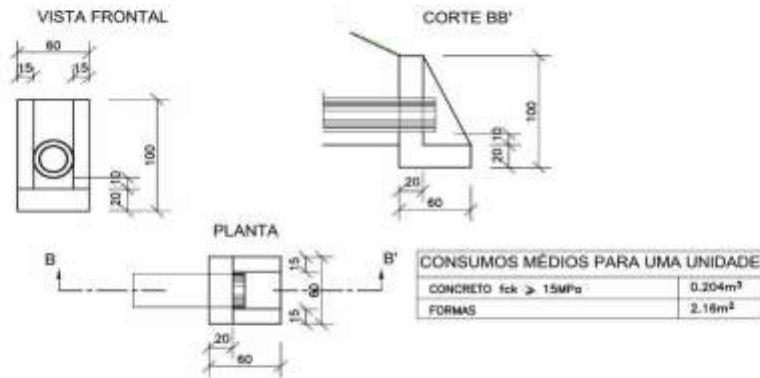 VISTA FRONTAL
60
15
15
100
10
20
CORTE BB'
100
10
20
20
60
PLANTA
B
B'
15
60
15
20
60
CONSUMOS MÉDIOS PARA UMA UNIDADE
CONCRETO fck ⩾ 15MPa 0.204m³
FORMAS 2.16m²